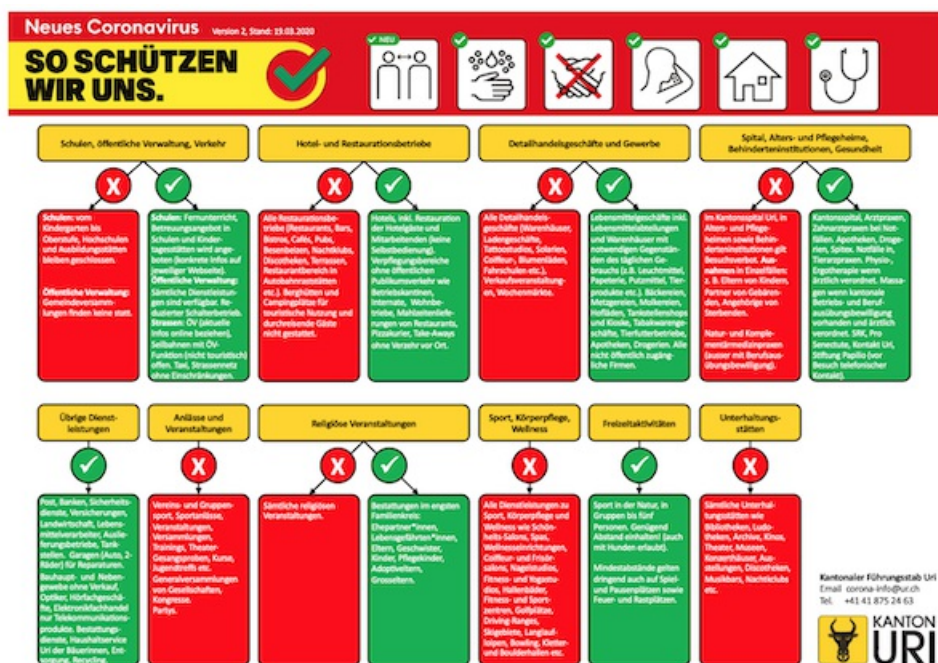 Neues Coronavirus Version 2, Stand: 19.03.2020
SO SCHÜTZEN
WIR UNS.
NEU
Schulen, öffentliche Verwaltung, Verkehr
X
Schulen: vom
Kindergarten bis
Oberstufe, Hochschulen
und Ausbildungsstätten
bleiben geschlossen.
Öffentliche Verwaltung:
Gemeindeversamm-
lungen finden keine statt.
Schulen: Fernunterricht,
Betreuungsangebot in
Schulen und Kinder-
tagesstätten wird ange-
boten (konkrete Infos auf
jeweiliger Webseite).
Öffentliche Verwaltung:
Sämtliche Dienstleistun-
gen sind verfügbar. Re-
duzierter Schalterbetrieb.
Strassen: ÖV (aktuelle
Infos online beziehen).
Seilbahnen mit ÖV-
Funktion (nicht touristisch)
offen. Taxi, Strassennetz
ohne Einschränkungen.
Hotel- und Restaurationsbetriebe
X
Alle Restaurationsbe-
triebe (Restaurants, Bars,
Bistros, Cafés, Pubs,
Besenbeizen, Nachtklubs,
Discotheken, Terrassen,
Restaurantbereich in
Autobahnraststätten
etc.). Berghütten und
Campingplätze für
touristische Nutzung und
durchreisende Gäste
nicht gestattet.
Hotels, inkl. Restauration
der Hotelgäste und
Mitarbeitenden (keine
Selbstbedienung).
Verpflegungsbereiche
ohne öffentlichen
Publikumsverkehr wie
Betriebskantinen,
Internate, Wohnbe-
triebe, Mahlzeitenliefe-
rungen von Restaurants,
Pizzakurier, Take-Aways
ohne Verzehr vor Ort.
Detailhandelsgeschäfte und Gewerbe
X
Alle Detailhandels-
geschäfte (Warenhäuser,
Ladengeschäfte,
Tattoostudios, Solarien,
Coiffeur-, Blumenläden,
Fahrschulen etc.),
Verkaufsveranstaltun-
gen, Wochenmärkte.
Lebensmittelgeschäfte inkl.
Lebensmittelabteilungen
und Warenhäuser mit
notwendigen Gegenstän-
den des täglichen Ge-
brauchs (z.B. Leuchtmittel,
Papeterie, Putzmittel, Tier-
produkte etc.). Bäckereien,
Metzgereien, Molkereien,
Hofläden, Tankstellenshops
und Kioske, Tabakwarenge-
schäfte, Tierfutterbetriebe,
Apotheken, Drogerien. Alle
nicht öffentlich zugäng-
liche Firmen.
Spital, Alters- und Pflegeheime,
Behinderteninstitutionen, Gesundheit
X
Im Kantonsspital Uri, in
Alters- und Pflege-
heimen sowie Behin-
derteninstitutionen gilt
Besuchsverbot. Aus-
nahmen in Einzelfällen:
z. B. Eltern von Kindern,
Partner von Gebären-
den, Angehörige von
Sterbenden.
Natur- und Komple-
mentärmedizinpraxen
(ausser mit Berufsaus-
übungsbewilligung).
Kantonsspital, Arztpraxen,
Zahnarztpraxen bei Not-
fällen. Apotheken, Droge-
rien, Spitex. Notfälle in
Tierarztpraxen. Physio-,
Ergotherapie wenn
ärztlich verordnet. Massa-
gen wenn kantonale
Betriebs- und Beruf-
ausübungsbewilligung
vorhanden und ärztlich
verordnet. SRK, Pro
Senectute, Kontakt Uri,
Stiftung Papilio (vor
Besuch telefonischer
Kontakt).
Übrige Dienst-
leistungen
Post, Banken, Sicherheits-
dienste, Versicherungen,
Landwirtschaft, Lebens-
mittelverarbeiter, Auslie-
ferungsbetriebe, Tank-
stellen. Garagen (Auto, 2-
Räder) für Reparaturen.
Bauhaupt- und Neben-
gewerbe ohne Verkauf,
Optiker, Hörfachgeschä-
fte, Elektronikfachhandel
nur Telekommunikations-
produkte. Bestattungs-
dienste, Haushaltservice
Uri der Bäuerinnen, Ent-
sorgung, Recycling.
Anlässe und
Veranstaltungen
X
Vereins- und Gruppen-
sport, Sportanlässe,
Veranstaltungen,
Versammlungen,
Trainings, Theater-
Gesangsproben, Kurse,
Jugendtreffs etc.
Generalversammlungen
von Gesellschaften,
Kongresse.
Partys.
Religiöse Veranstaltungen
X
Sämtliche religiösen
Veranstaltungen.
Bestattungen im engsten
Familienkreis:
Ehepartner*innen,
Lebensgefährten*innen,
Eltern, Geschwister,
Kinder, Pflegekinder,
Adoptiveltern,
Grosseltern.
Sport, Körperpflege,
Wellness
X
Alle Dienstleistungen zu
Sport, Körperpflege und
Wellness wie Schön-
heits-Salons, Spas,
Wellnesseinrichtungen,
Coiffeur- und Frisör-
salons, Nagelstudios,
Fitness- und Yogastu-
dios, Hallenbäder,
Fitness- und Sport-
zentren, Golfplätze,
Driving-Ranges,
Skigebiete, Langlauf-
loipen, Bowling, Kletter-
und Boulderhallen etc.
Freizeitaktivitäten
Sport in der Natur, in
Gruppen bis fünf
Personen. Genügend
Abstand einhalten! (auch
mit Hunden erlaubt).
Mindestabstände gelten
dringend auch auf Spiel-
und Pausenplätzen sowie
Feuer- und Rastplätzen.
Unterhaltungs-
stätten
X
Sämtliche Unterhal-
tungsstätten wie
Bibliotheken, Ludo-
theken, Archive, Kinos,
Theater, Museen,
Konzerthäuser, Aus-
stellungen, Discotheken,
Musikbars, Nachtclubs
etc.
Kantonaler Führungsstab Uri
Email corona-info@ur.ch
Tel. +41 41 875 24 63
KANTON
URI